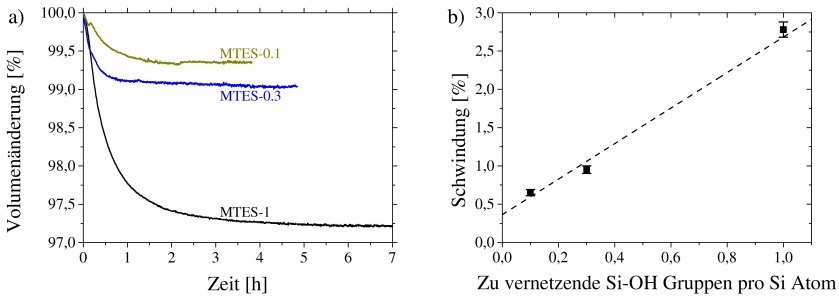 a)
100,0
99,5
99,0
98,5
98,0
97,5
97,0
Volumenänderung [%]
MTES-0.1
MTES-0.3
MTES-1
0 1 2 3 4 5 6 7
Zeit [h]
b)
3,0%
2,5%
2,0%
1,5%
1,0%
0,5%
0,0%
Schwindung [%]
0,0 0,2 0,4 0,6 0,8 1,0
Zu vernetzende Si-OH Gruppen pro Si Atom